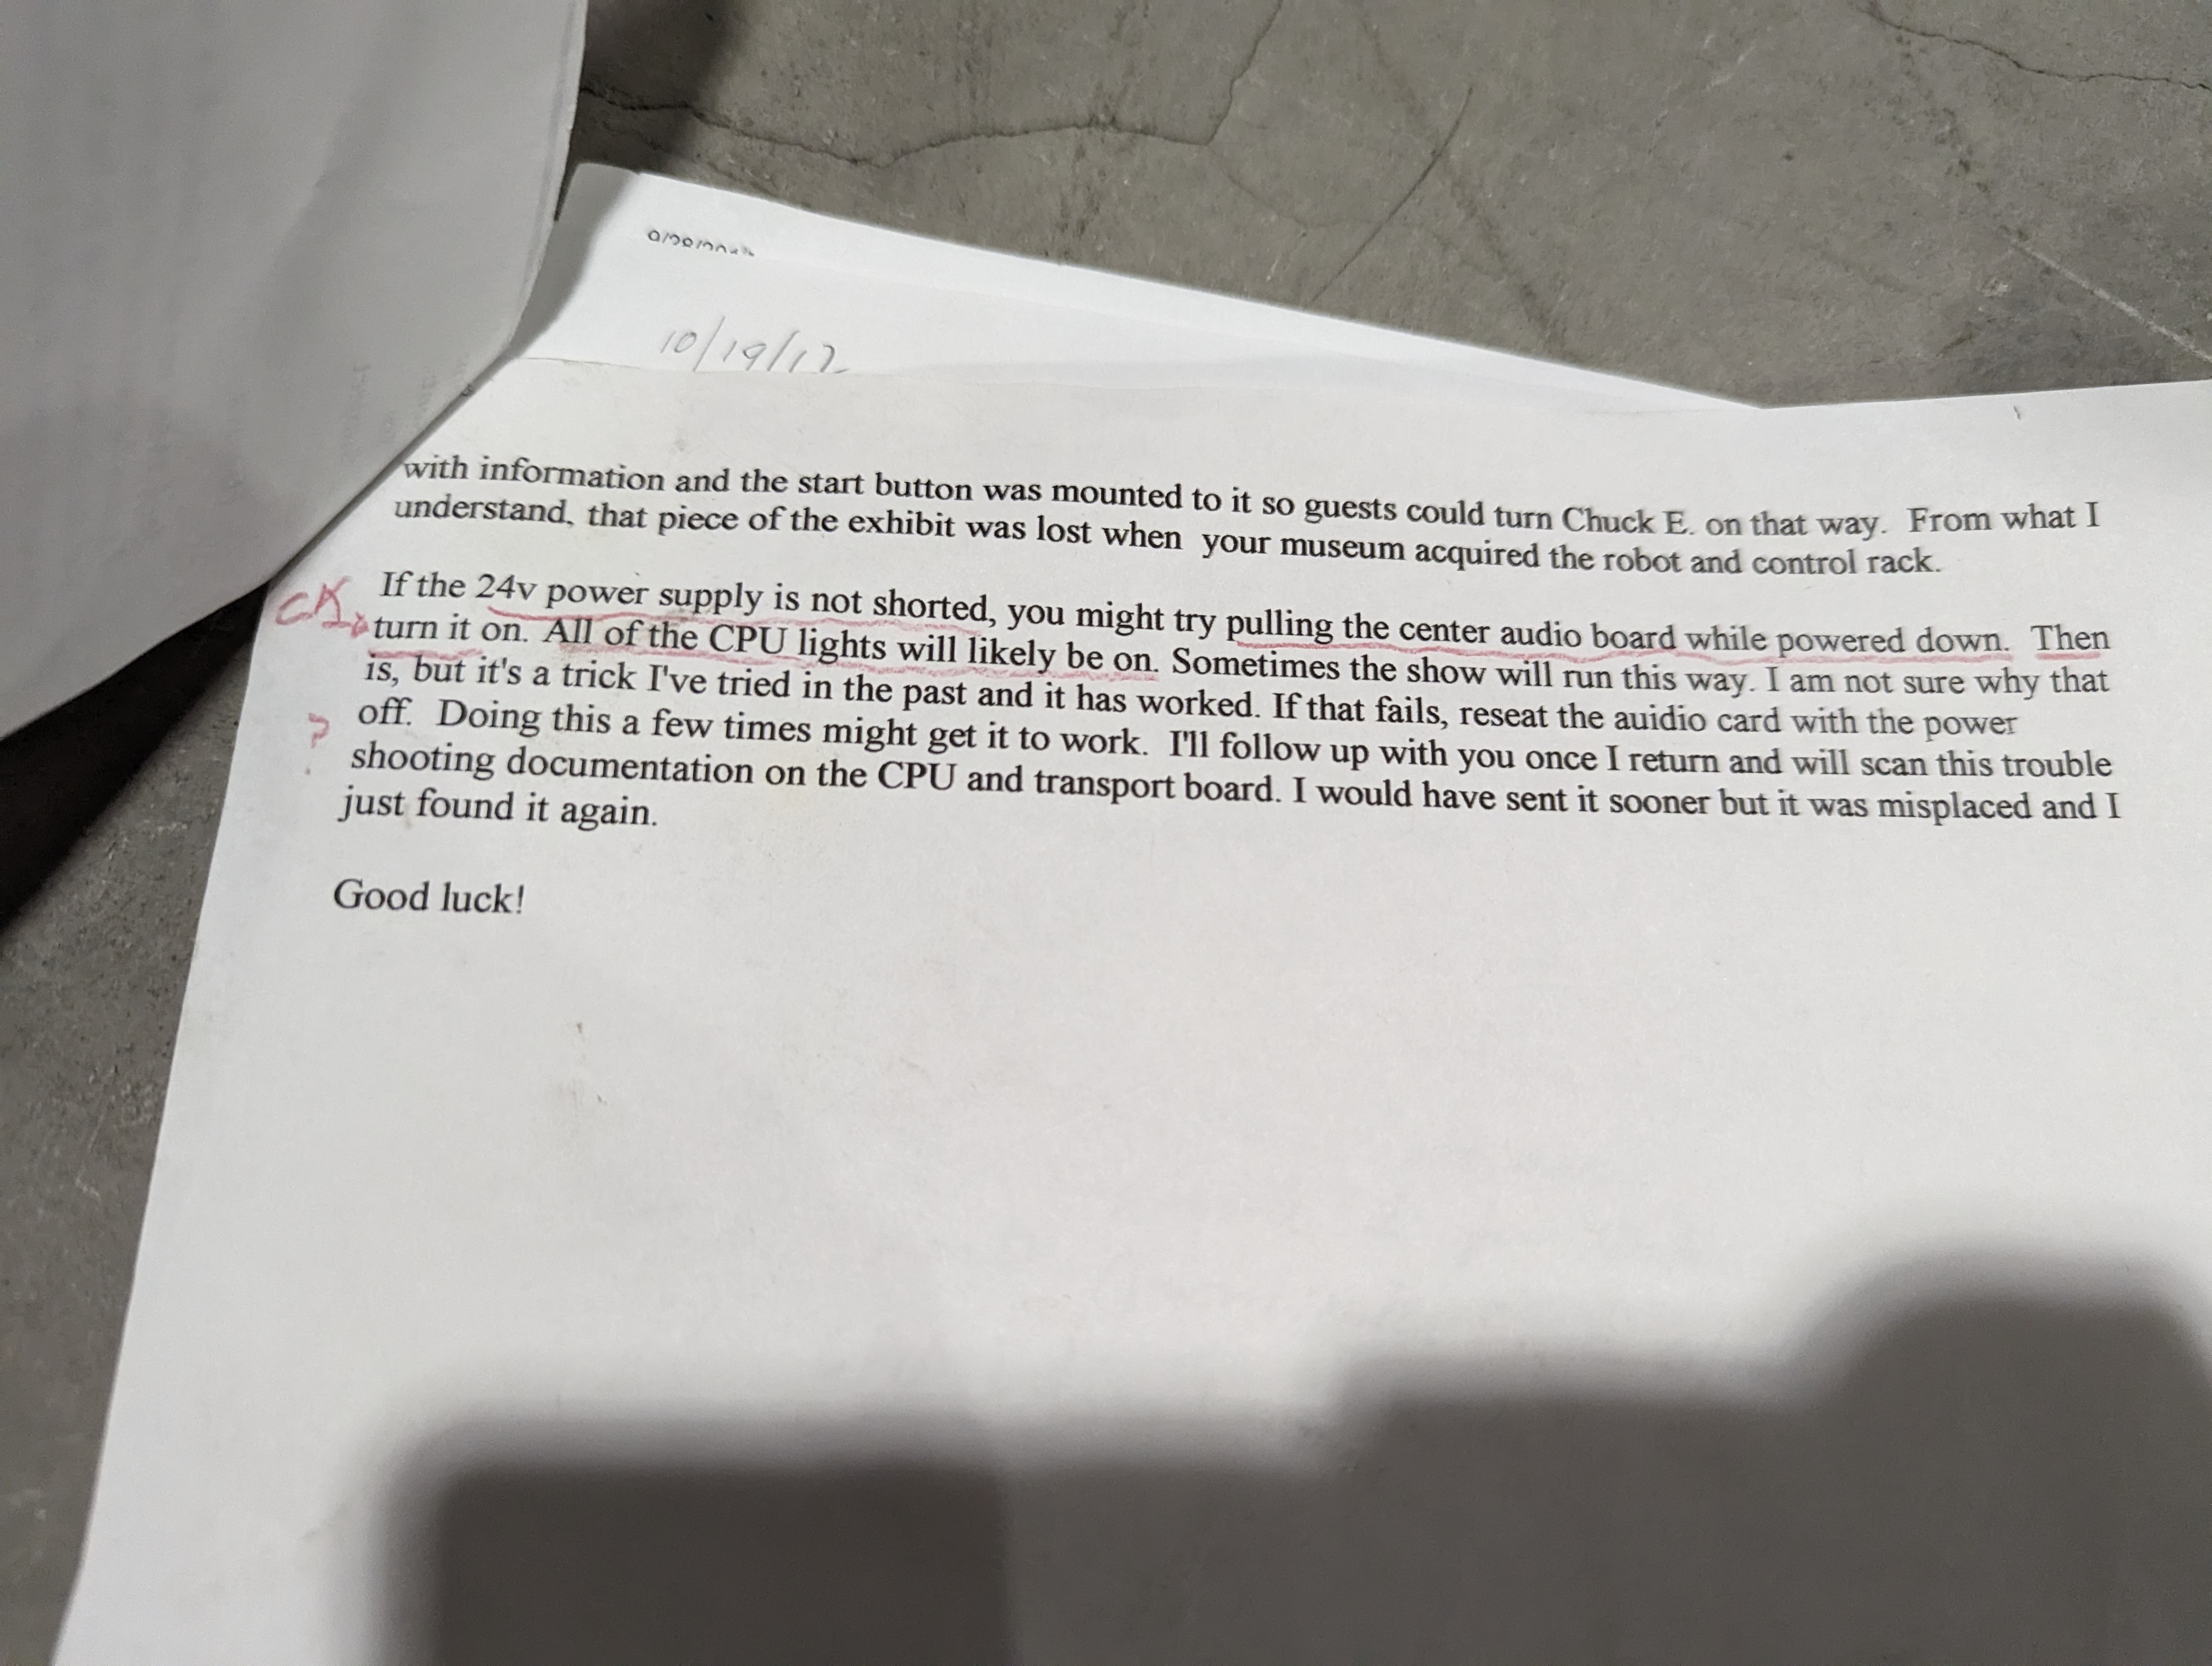 10/19/12
with information and the start button was mounted to it so guests could turn Chuck E. on that way. From what I
understand, that piece of the exhibit was lost when your museum acquired the robot and control rack.
CK
If the 24v power supply is not shorted, you might try pulling the center audio board while powered down. Then
turn it on. All of the CPU lights will likely be on. Sometimes the show will run this way. I am not sure why that
is, but it's a trick I've tried in the past and it has worked. If that fails, reseat the auidio card with the power
?
off. Doing this a few times might get it to work. I'll follow up with you once I return and will scan this trouble
shooting documentation on the CPU and transport board. I would have sent it sooner but it was misplaced and I
just found it again.
Good luck!